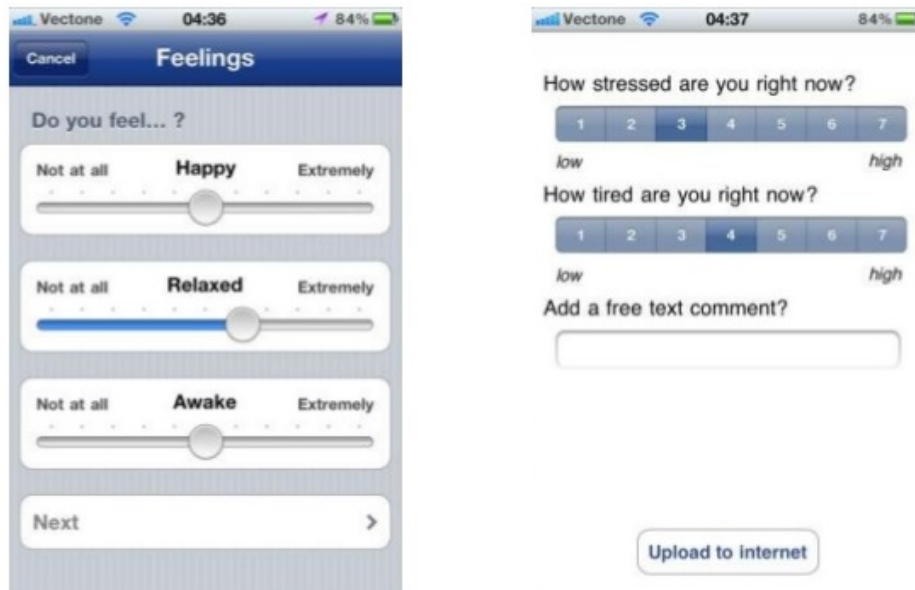 Vectone 04:36 84%
Cancel Feelings
Do you feel... ?
Not at all Happy Extremely
Not at all Relaxed Extremely
Not at all Awake Extremely
Next
Vectone 04:37 84%
How stressed are you right now?
1 2 3 4 5 6 7
low high
How tired are you right now?
1 2 3 4 5 6 7
low high
Add a free text comment?
Upload to internet